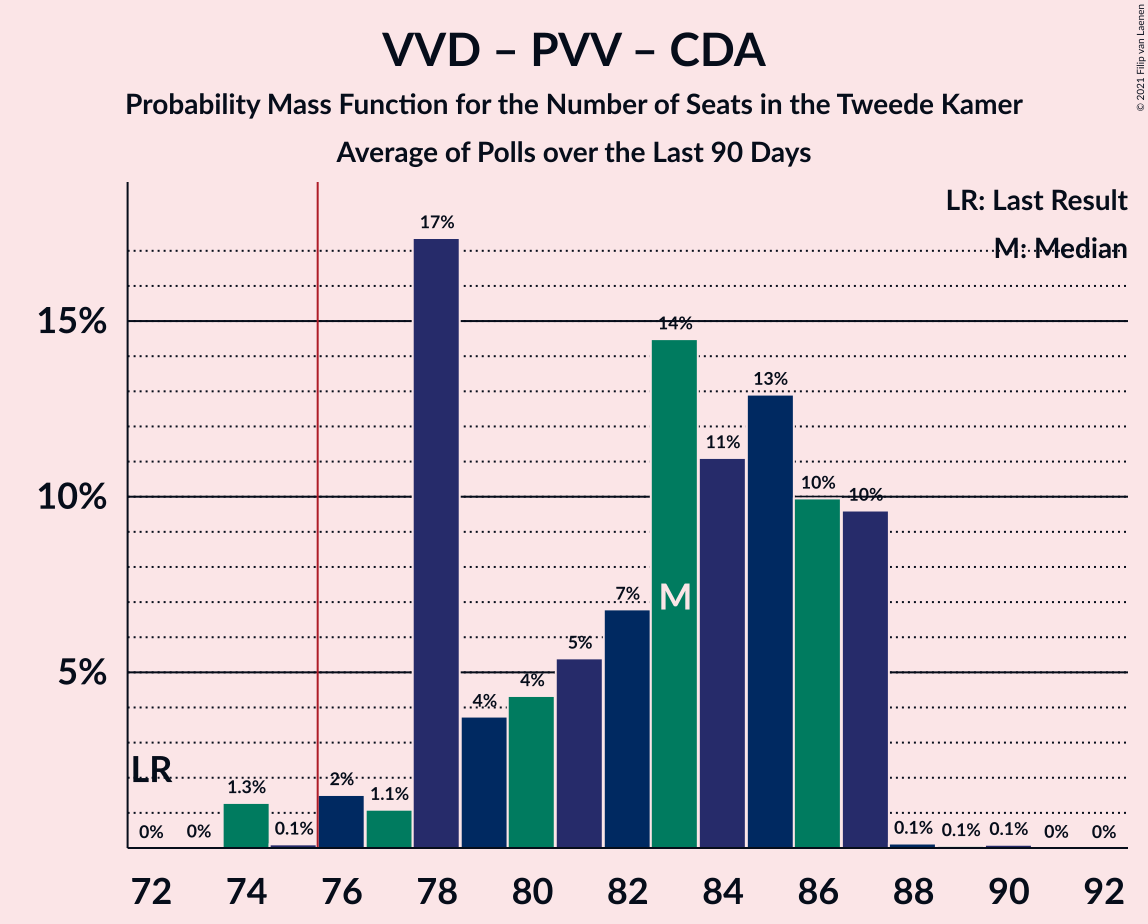 VVD – PVV – CDA
Probability Mass Function for the Number of Seats in the Tweede Kamer
Average of Polls over the Last 90 Days
© 2021 Filip van Laenen
LR: Last Result
M: Median
15%
10%
5%
LR
0%
0%
1.3%
0.1%
2%
1.1%
17%
4%
4%
5%
7%
14%
M
11%
13%
10%
10%
0.1%
0.1%
0.1%
0%
0%
72 74 76 78 80 82 84 86 88 90 92